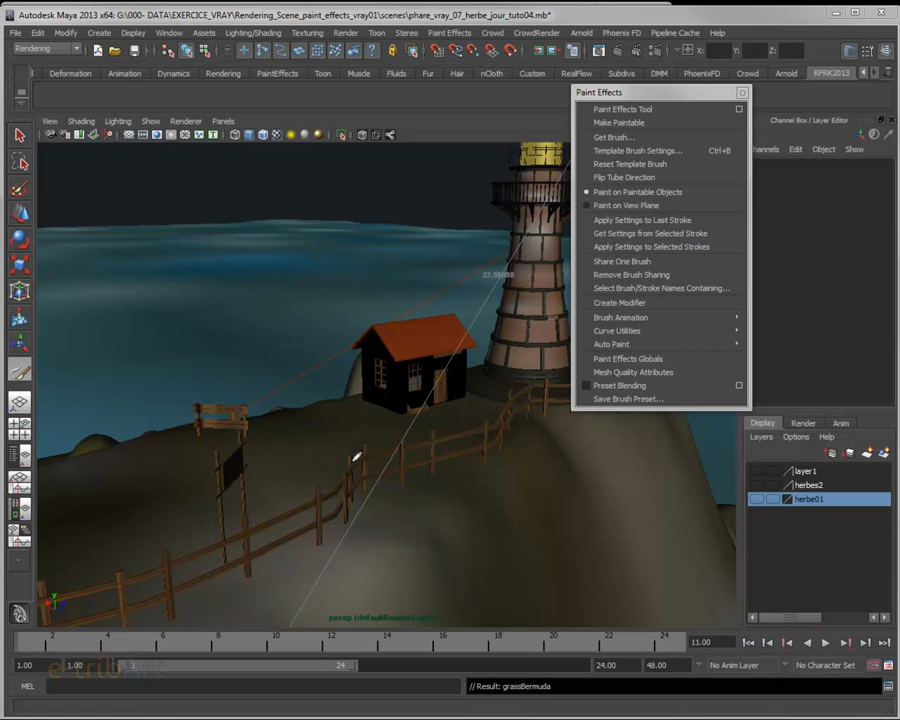 Autodesk Maya 2013 x64: G:\000- DATA\EXERCICE_VRAY\Rendering_Scene_paint_effects_vray01\scenes\phare_vray_07_herbe_jour_tuto04.mb*
File Edit Modify Create Display Window Assets Lighting/Shading Texturing Render Toon Stereo Paint Effects Crowd CrowdRender Arnold Phoenix FD Pipeline Cache Help
Rendering X: Y: Z:
Deformation Animation Dynamics Rendering PaintEffects Toon Muscle Fluids Fur Hair nCloth Custom RealFlow Subdivs DMM PhoenixFD Crowd Arnold RFRK2013
Paint Effects
View Shading Lighting Show Renderer Panels
Channel Box / Layer Editor
Channels Edit Object Show
Paint Effects Tool
Make Paintable
Get Brush...
Template Brush Settings... Ctrl+B
Reset Template Brush
Flip Tube Direction
Paint on Paintable Objects
Paint on View Plane
Apply Settings to Last Stroke
Get Settings from Selected Stroke
Apply Settings to Selected Strokes
Share One Brush
Remove Brush Sharing
Select Brush/Stroke Names Containing...
Create Modifier
Brush Animation
Curve Utilities
Auto Paint
Paint Effects Globals
Mesh Quality Attributes
Preset Blending
Save Brush Preset...
Display Render Anim
Layers Options Help
layer1
herbes2
herbe01
y
persp (defaultRenderLayer)
2 4 6 8 10 12 14 16 18 20 22 24 11.00
1.00 1.00 1 24 24.00 48.00 No Anim Layer No Character Set
MEL // Result: grassBermuda